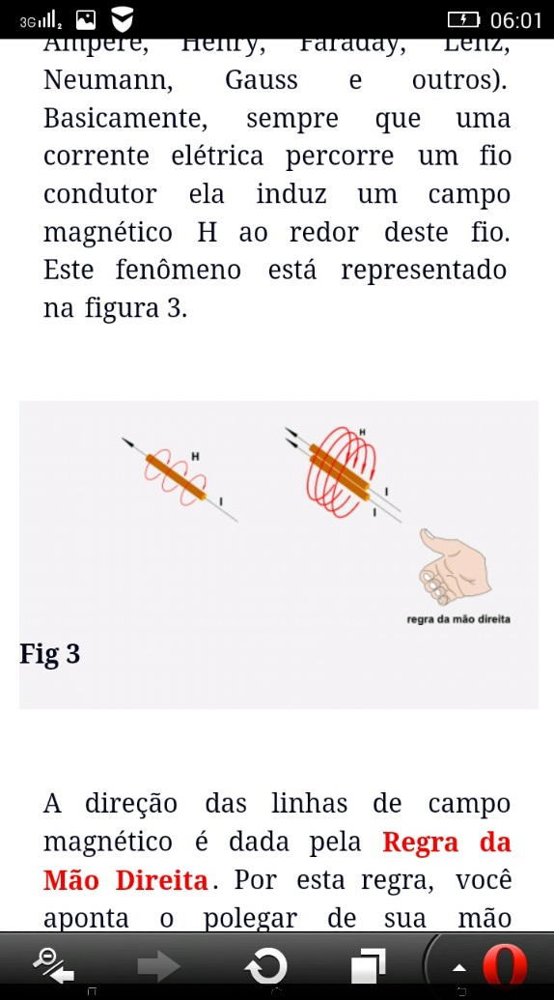 3G 2 06:01
Ampère, Henry, Faraday, Lenz,
Neumann, Gauss e outros).
Basicamente, sempre que uma
corrente elétrica percorre um fio
condutor ela induz um campo
magnético H ao redor deste fio.
Este fenômeno está representado
na figura 3.
H
H
I
I
I
regra da mão direita
Fig 3
A direção das linhas de campo
magnético é dada pela Regra da
Mão Direita. Por esta regra, você
aponta o polegar de sua mão